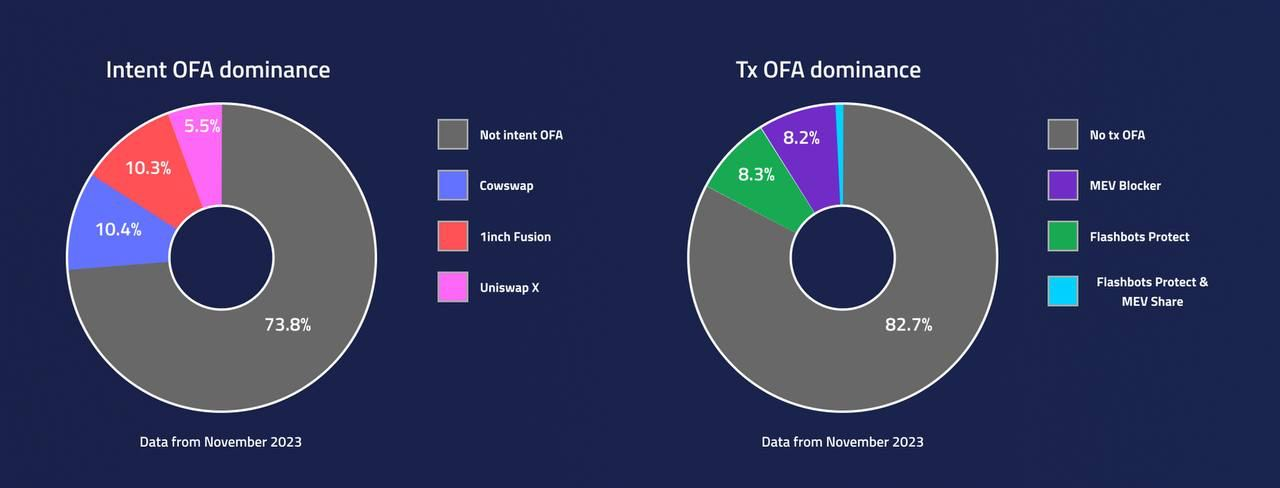 Intent OFA dominance
5.5%
10.3%
10.4%
73.8%
Not intent OFA
Cowswap
1inch Fusion
Uniswap X
Data from November 2023
Tx OFA dominance
8.2%
8.3%
82.7%
No tx OFA
MEV Blocker
Flashbots Protect
Flashbots Protect &
MEV Share
Data from November 2023